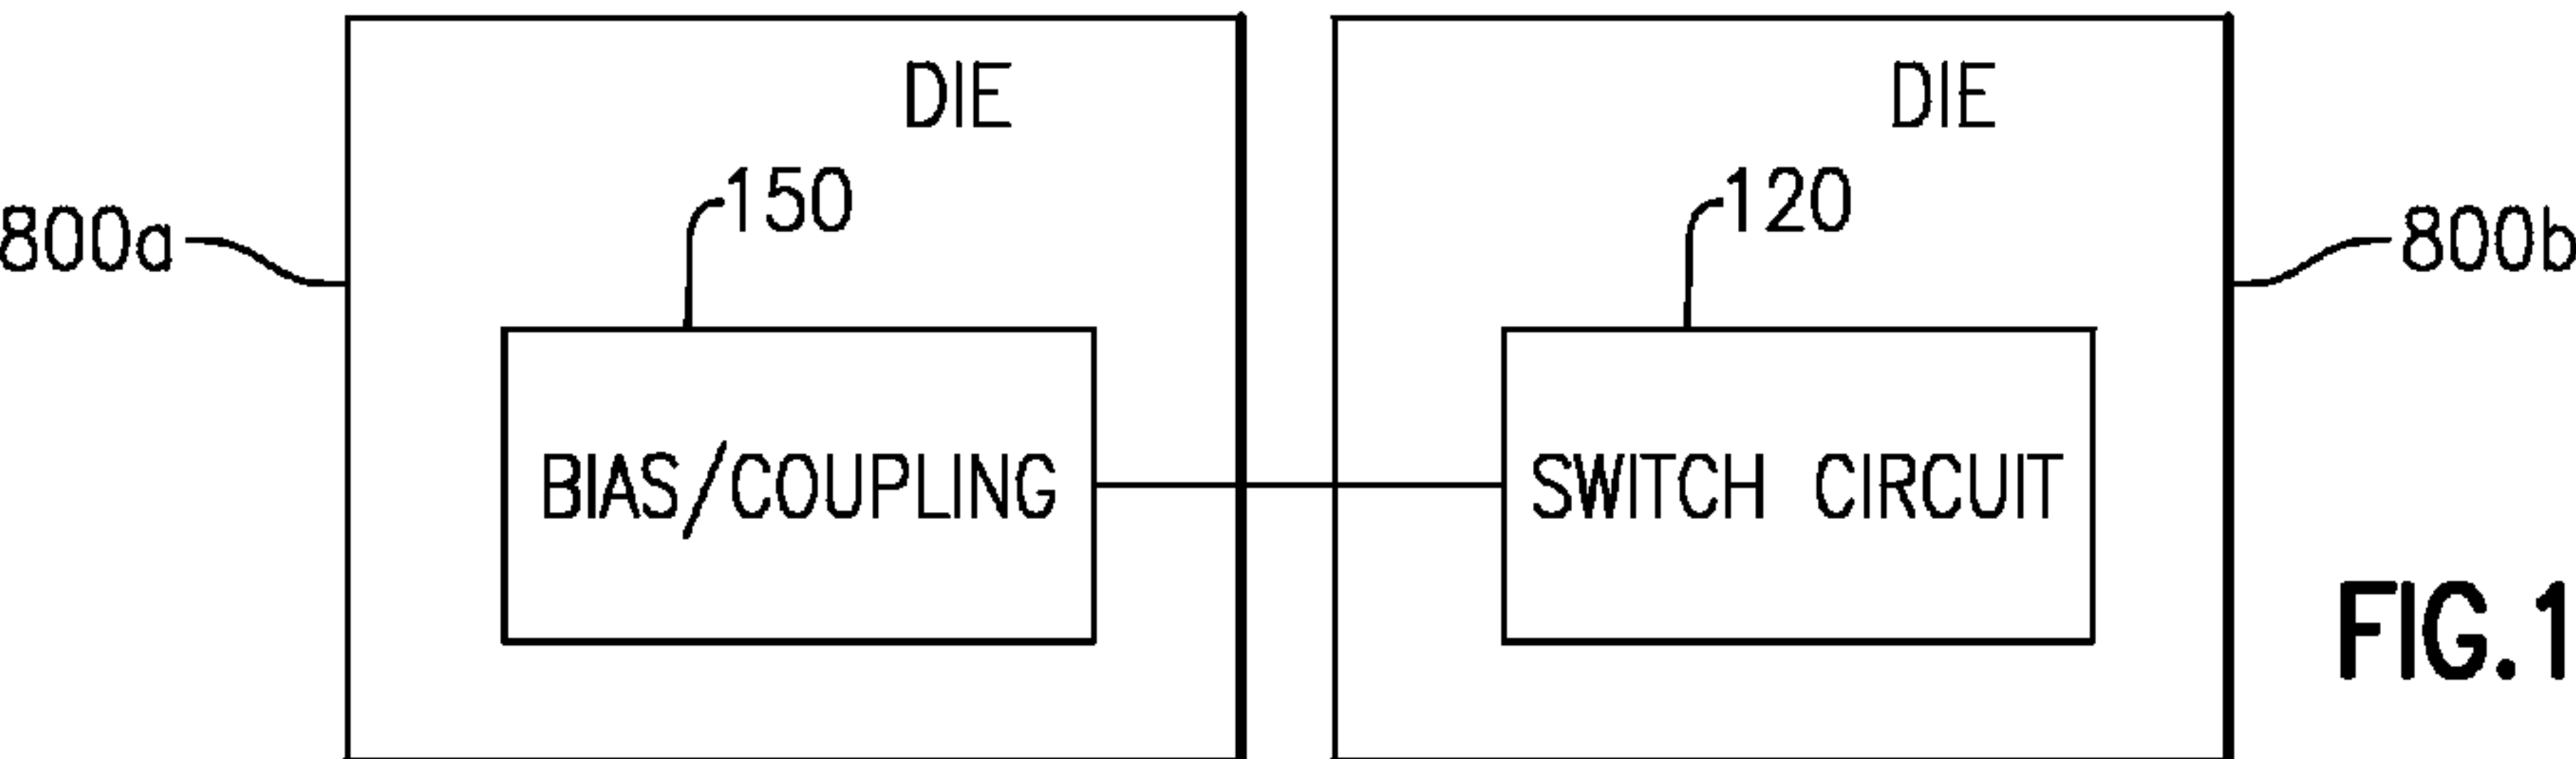 DIE
DIE
150
120
800a
800b
BIAS/COUPLING
SWITCH CIRCUIT
FIG.1